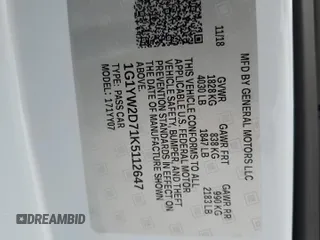 MFD BY GENERAL MOTORS LLC
11/18
GVWR
1828 KG
4030 LB
GAWR FRT
838 KG
1847 LB
GAWR RR
990 KG
2183 LB
THIS VEHICLE CONFORMS TO ALL
APPLICABLE U.S. FEDERAL MOTOR
VEHICLE SAFETY, BUMPER, AND THEFT
PREVENTION STANDARDS IN EFFECT ON
THE DATE OF MANUFACTURE SHOWN
1G1YW2D71K5112647
TYPE: PASS CAR
MODEL: 1YY07
DREAMBID